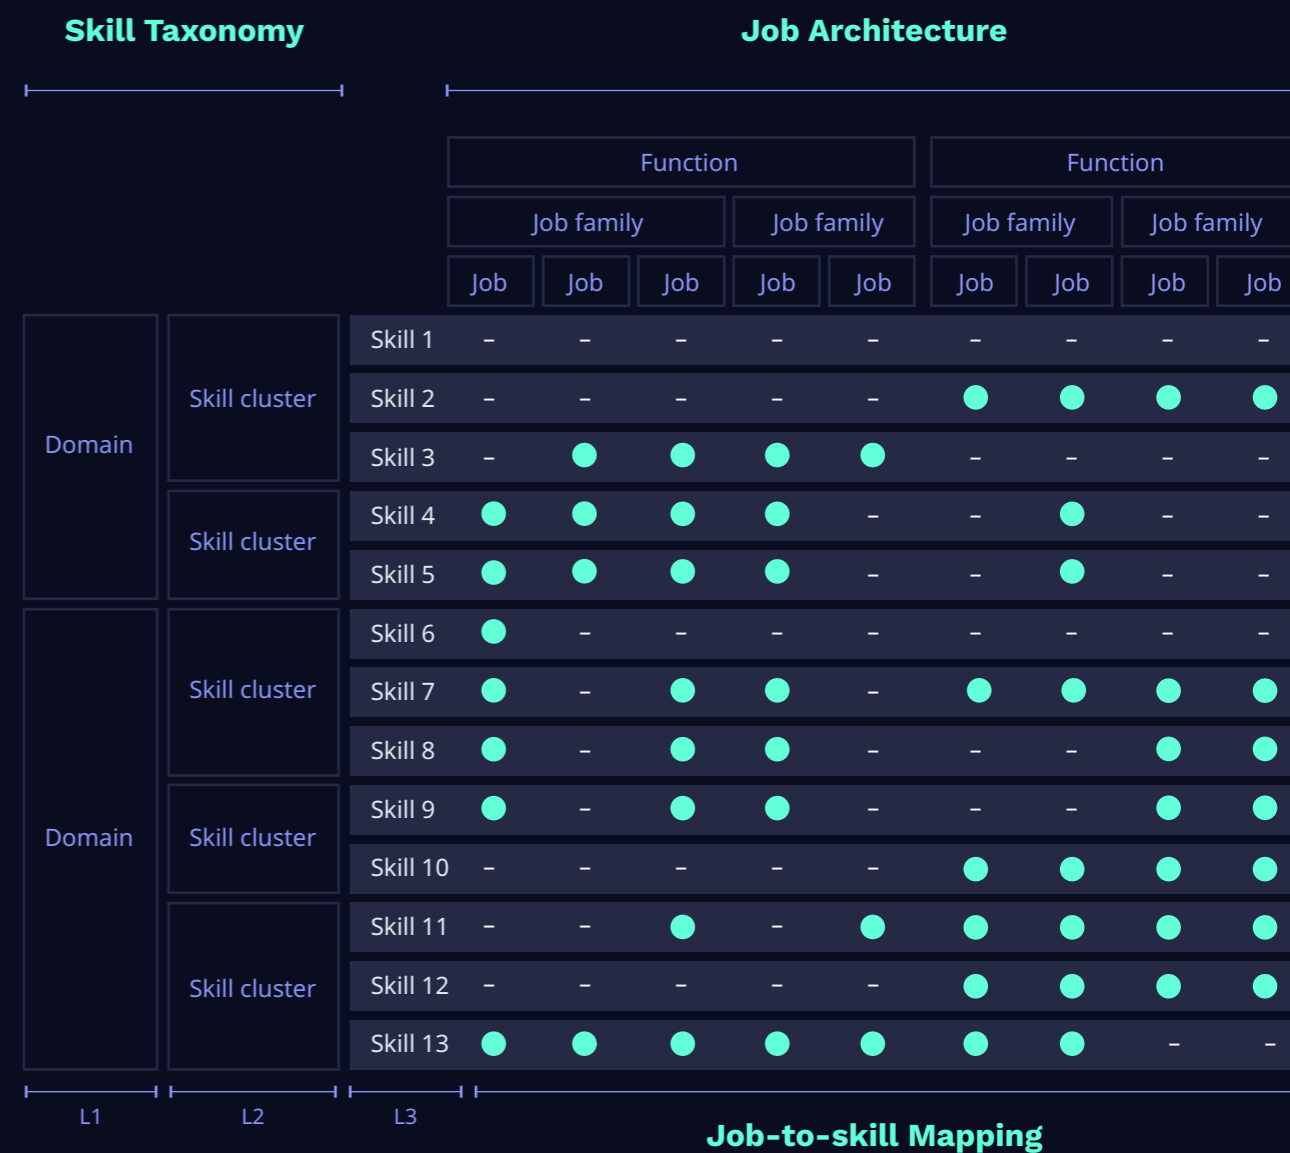 Skill Taxonomy
Job Architecture
Function Function
Job family Job family Job family Job family
Job Job Job Job Job Job Job Job Job
Domain
Skill cluster
Skill 1 – – – – – – – – –
Skill 2 – – – – –
Skill 3 – – – – –
Skill cluster
Skill 4 – – – –
Skill 5 – – – –
Domain
Skill cluster
Skill 6 – – – – – – – –
Skill 7 – –
Skill 8 – – – –
Skill cluster
Skill 9 – – – –
Skill 10 – – – – –
Skill cluster
Skill 11 – – –
Skill 12 – – – – –
Skill 13 – –
L1 L2 L3
Job-to-skill Mapping